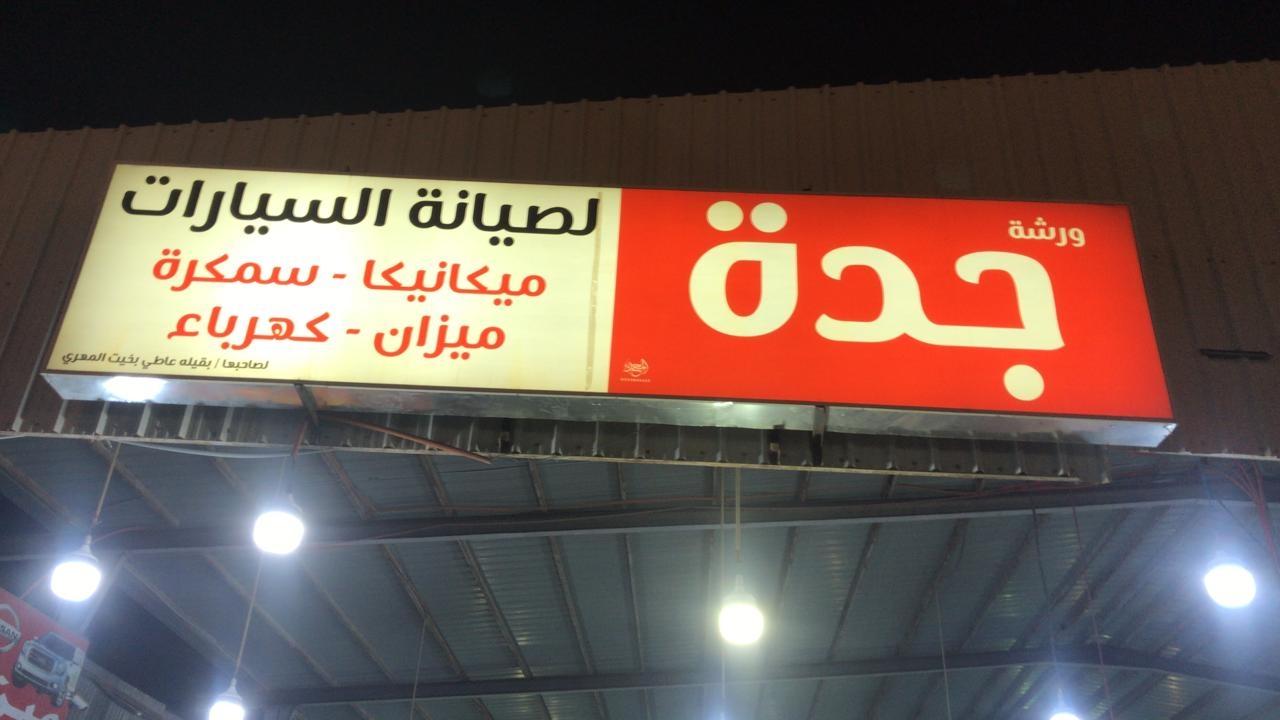 ورشة
جدة
لصيانة السيارات
ميكانيكا - سمكرة
ميزان - كهرباء
لصاحبها / بقيله عاطي بخيت المعري